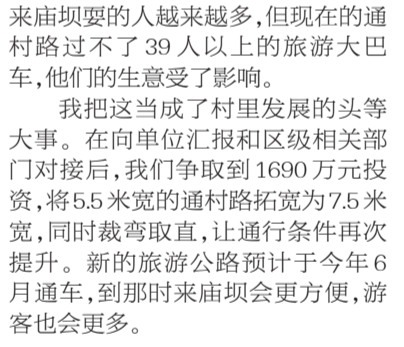 来庙坝耍的人越来越多,但现在的通
村路过不了39人以上的旅游大巴
车,他们的生意受了影响。
我把这当成了村里发展的头等
大事。在向单位汇报和区级相关部
门对接后,我们争取到1690万元投
资,将5.5米宽的通村路拓宽为7.5米
宽,同时裁弯取直,让通行条件再次
提升。新的旅游公路预计于今年6
月通车,到那时来庙坝会更方便,游
客也会更多。